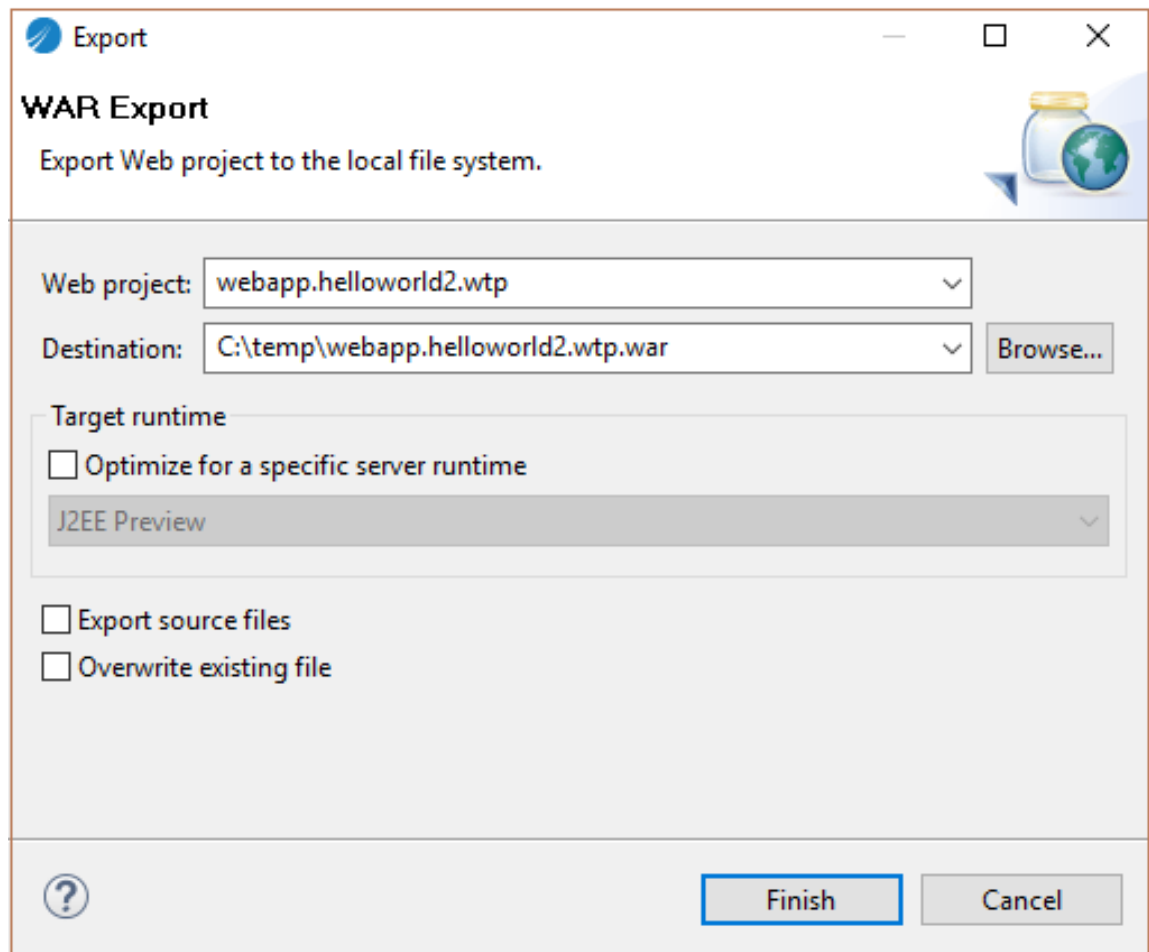 Export
WAR Export
Export Web project to the local file system.
Web project: webapp.helloworld2.wtp
Destination: C:\temp\webapp.helloworld2.wtp.war Browse...
Target runtime
Optimize for a specific server runtime
J2EE Preview
Export source files
Overwrite existing file
? Finish Cancel